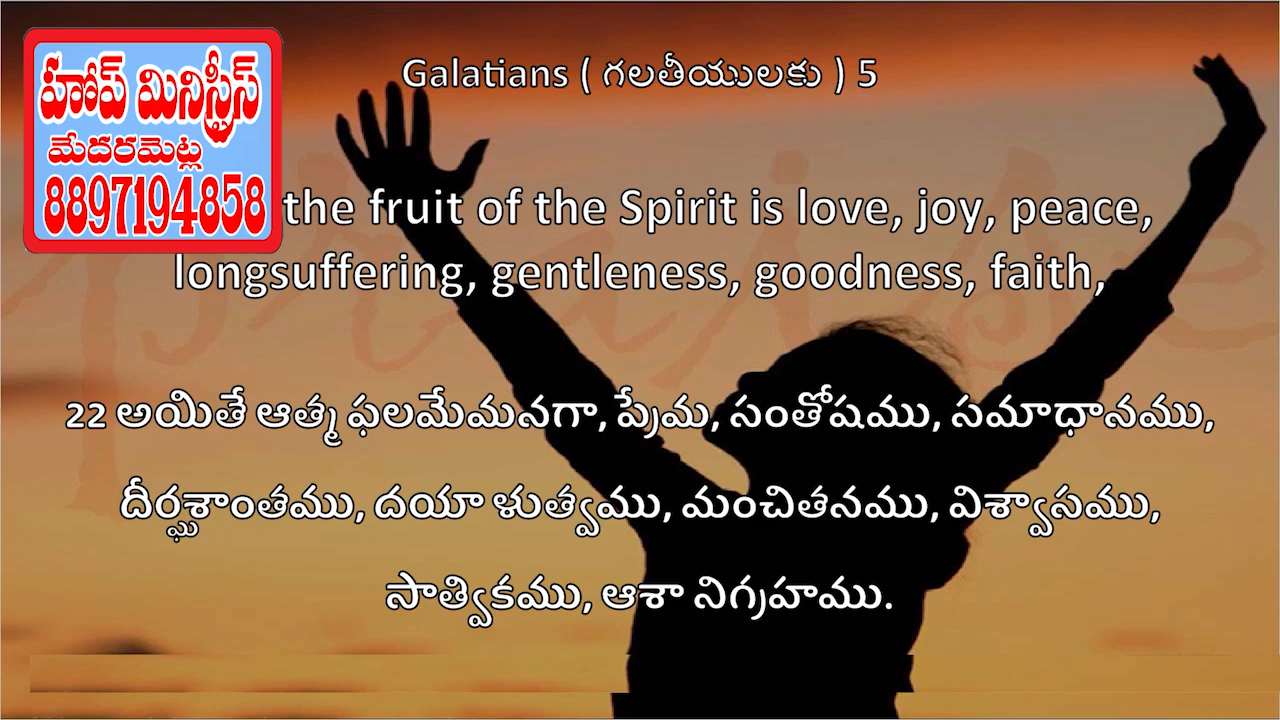 హోప్ మినిస్ట్రీస్
మేదరమెట్ల
8897194858
Galatians ( గలతీయులకు ) 5
the fruit of the Spirit is love, joy, peace,
longsuffering, gentleness, goodness, faith,
22 అయితే ఆత్మ ఫలమేమనగా, ప్రేమ, సంతోషము, సమాధానము,
దీర్ఘశాంతము, దయా ళుత్వము, మంచితనము, విశ్వాసము,
సాత్వికము, ఆశా నిగ్రహము.
praise